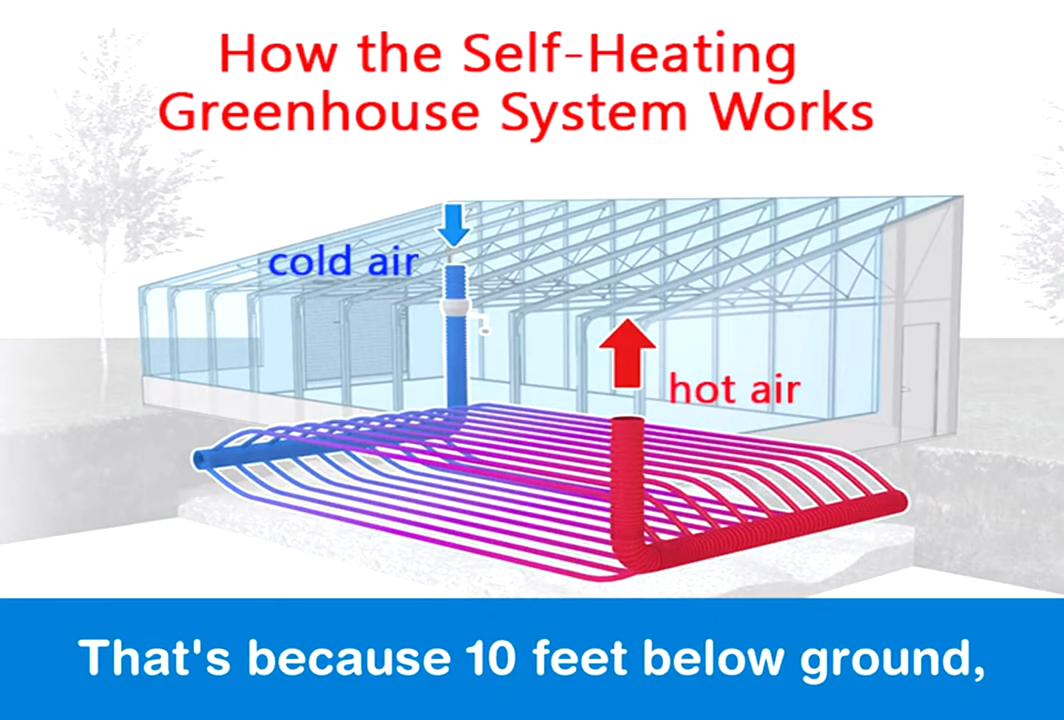 How the Self-Heating
Greenhouse System Works
cold air
hot air
That's because 10 feet below ground,